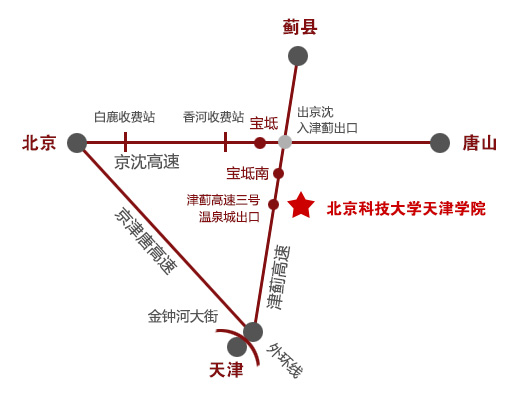 蓟县
白鹿收费站
香河收费站
宝坻
出京沈
入津蓟出口
北京
唐山
京沈高速
宝坻南
津蓟高速三号
温泉城出口
北京科技大学天津学院
京津唐高速
津蓟高速
金钟河大街
外环线
天津